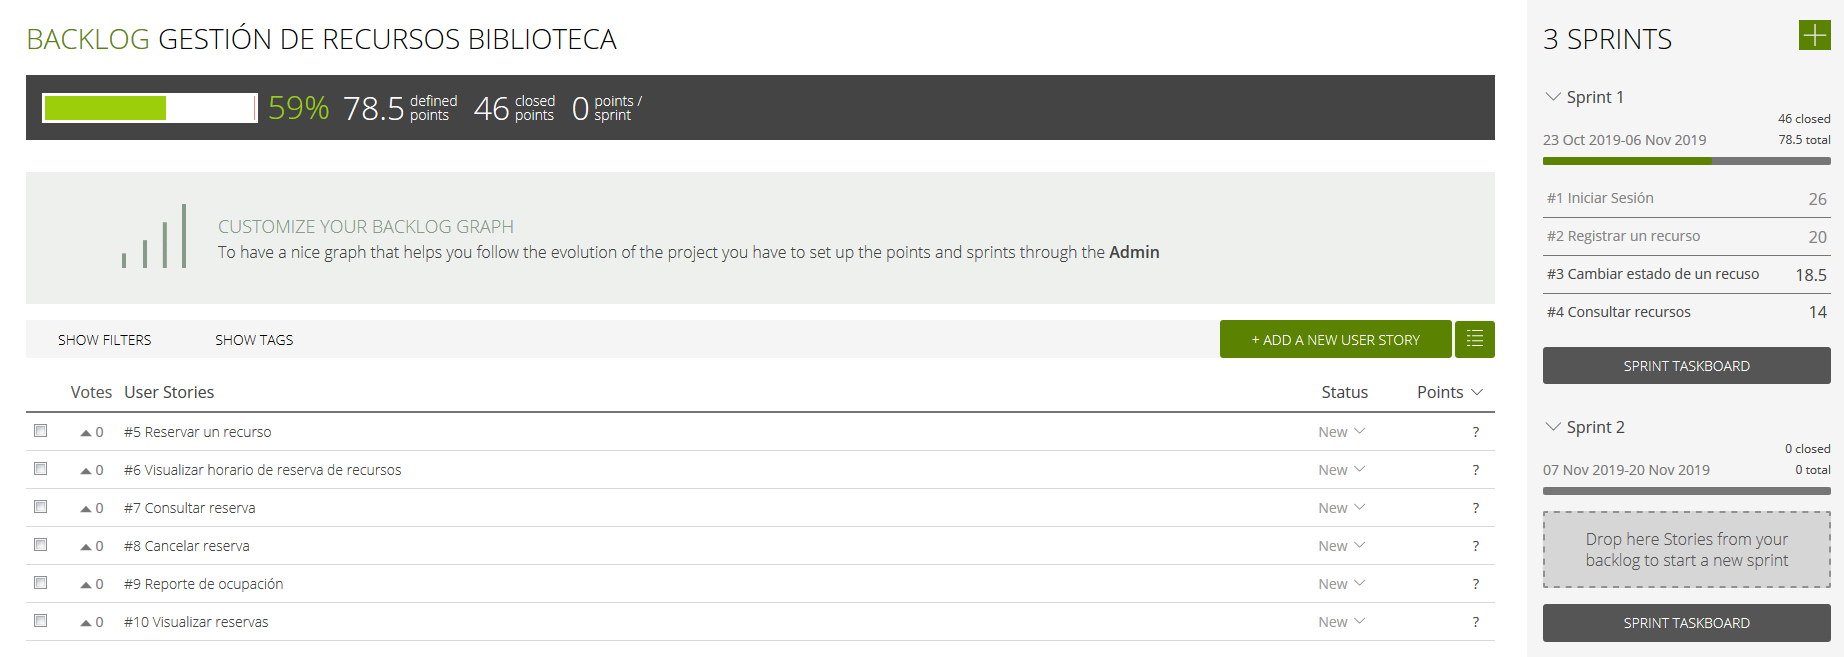 BACKLOG GESTIÓN DE RECURSOS BIBLIOTECA
59% 78.5 defined points 46 closed points 0 points / sprint
CUSTOMIZE YOUR BACKLOG GRAPH
To have a nice graph that helps you follow the evolution of the project you have to set up the points and sprints through the Admin
SHOW FILTERS SHOW TAGS + ADD A NEW USER STORY
Votes User Stories Status Points
0 #5 Reservar un recurso New ?
0 #6 Visualizar horario de reserva de recursos New ?
0 #7 Consultar reserva New ?
0 #8 Cancelar reserva New ?
0 #9 Reporte de ocupación New ?
0 #10 Visualizar reservas New ?
3 SPRINTS
Sprint 1
46 closed
23 Oct 2019-06 Nov 2019 78.5 total
#1 Iniciar Sesión 26
#2 Registrar un recurso 20
#3 Cambiar estado de un recuso 18.5
#4 Consultar recursos 14
SPRINT TASKBOARD
Sprint 2
0 closed
07 Nov 2019-20 Nov 2019 0 total
Drop here Stories from your
backlog to start a new sprint
SPRINT TASKBOARD